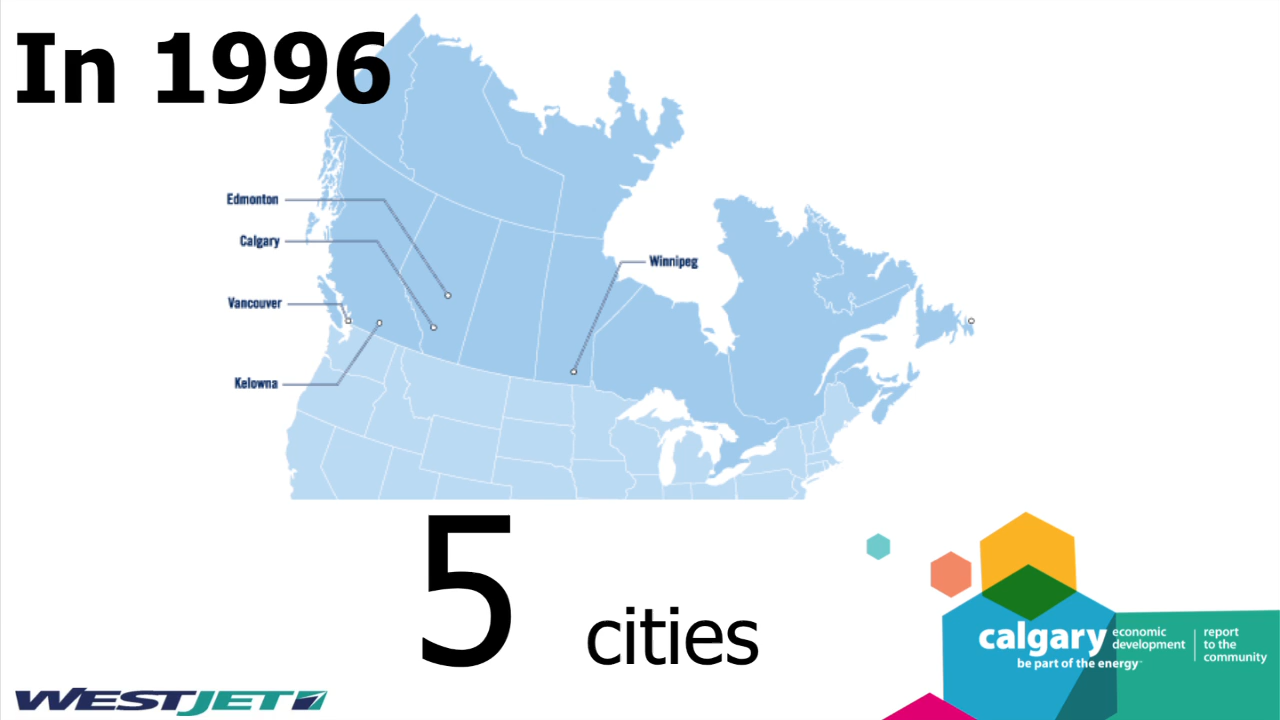 In 1996
Edmonton
Calgary
Winnipeg
Vancouver
Kelowna
5 cities
calgary economic development | report to the community
be part of the energy
WESTJET